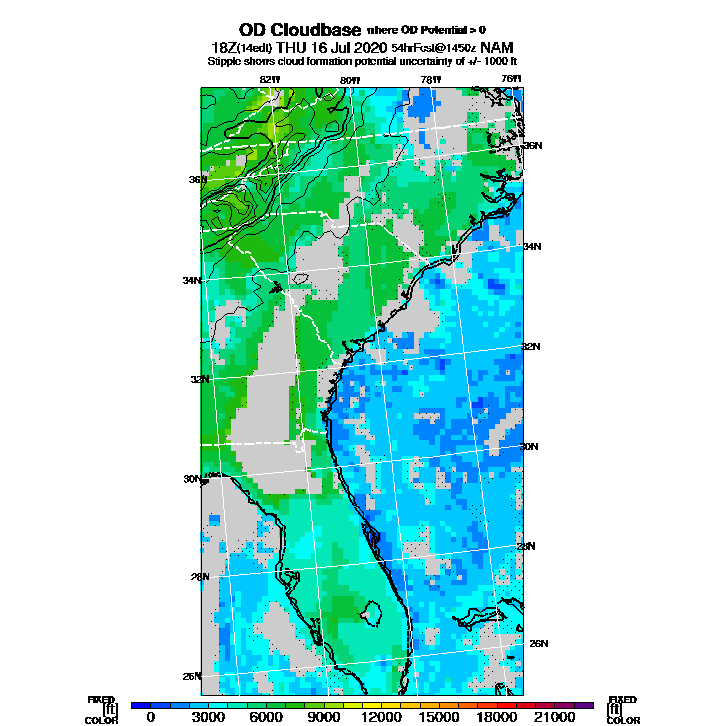 OD Cloudbase where OD Potential > 0
18Z(14edt) THU 16 Jul 2020 54hrFcst@1450z NAM
Stipple shows cloud formation potential uncertainty of +/- 1000 ft
82W 80W 78W 76W
36N
36N
34N
34N
32N
32N
30N
30N
28N
28N
26N
26N
FIXED FIXED
[ft] [ft]
COLOR COLOR
0 3000 6000 9000 12000 15000 18000 21000